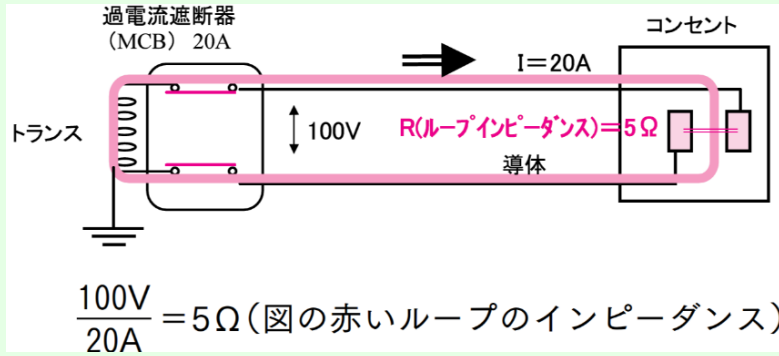 過電流遮断器
(MCB) 20A
コンセント
I=20A
トランス
100V
R(ループインピーダンス)=5Ω
導体
100V
20A
=5Ω(図の赤いループのインピーダンス)